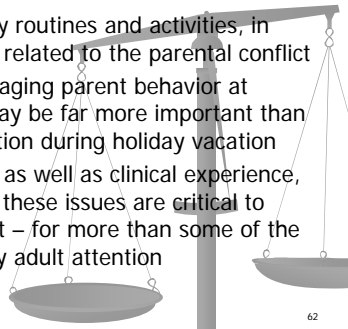 y routines and activities, in
related to the parental conflict
aging parent behavior at
ay be far more important than
tion during holiday vacation
as well as clinical experience,
these issues are critical to
t – for more than some of the
y adult attention
62